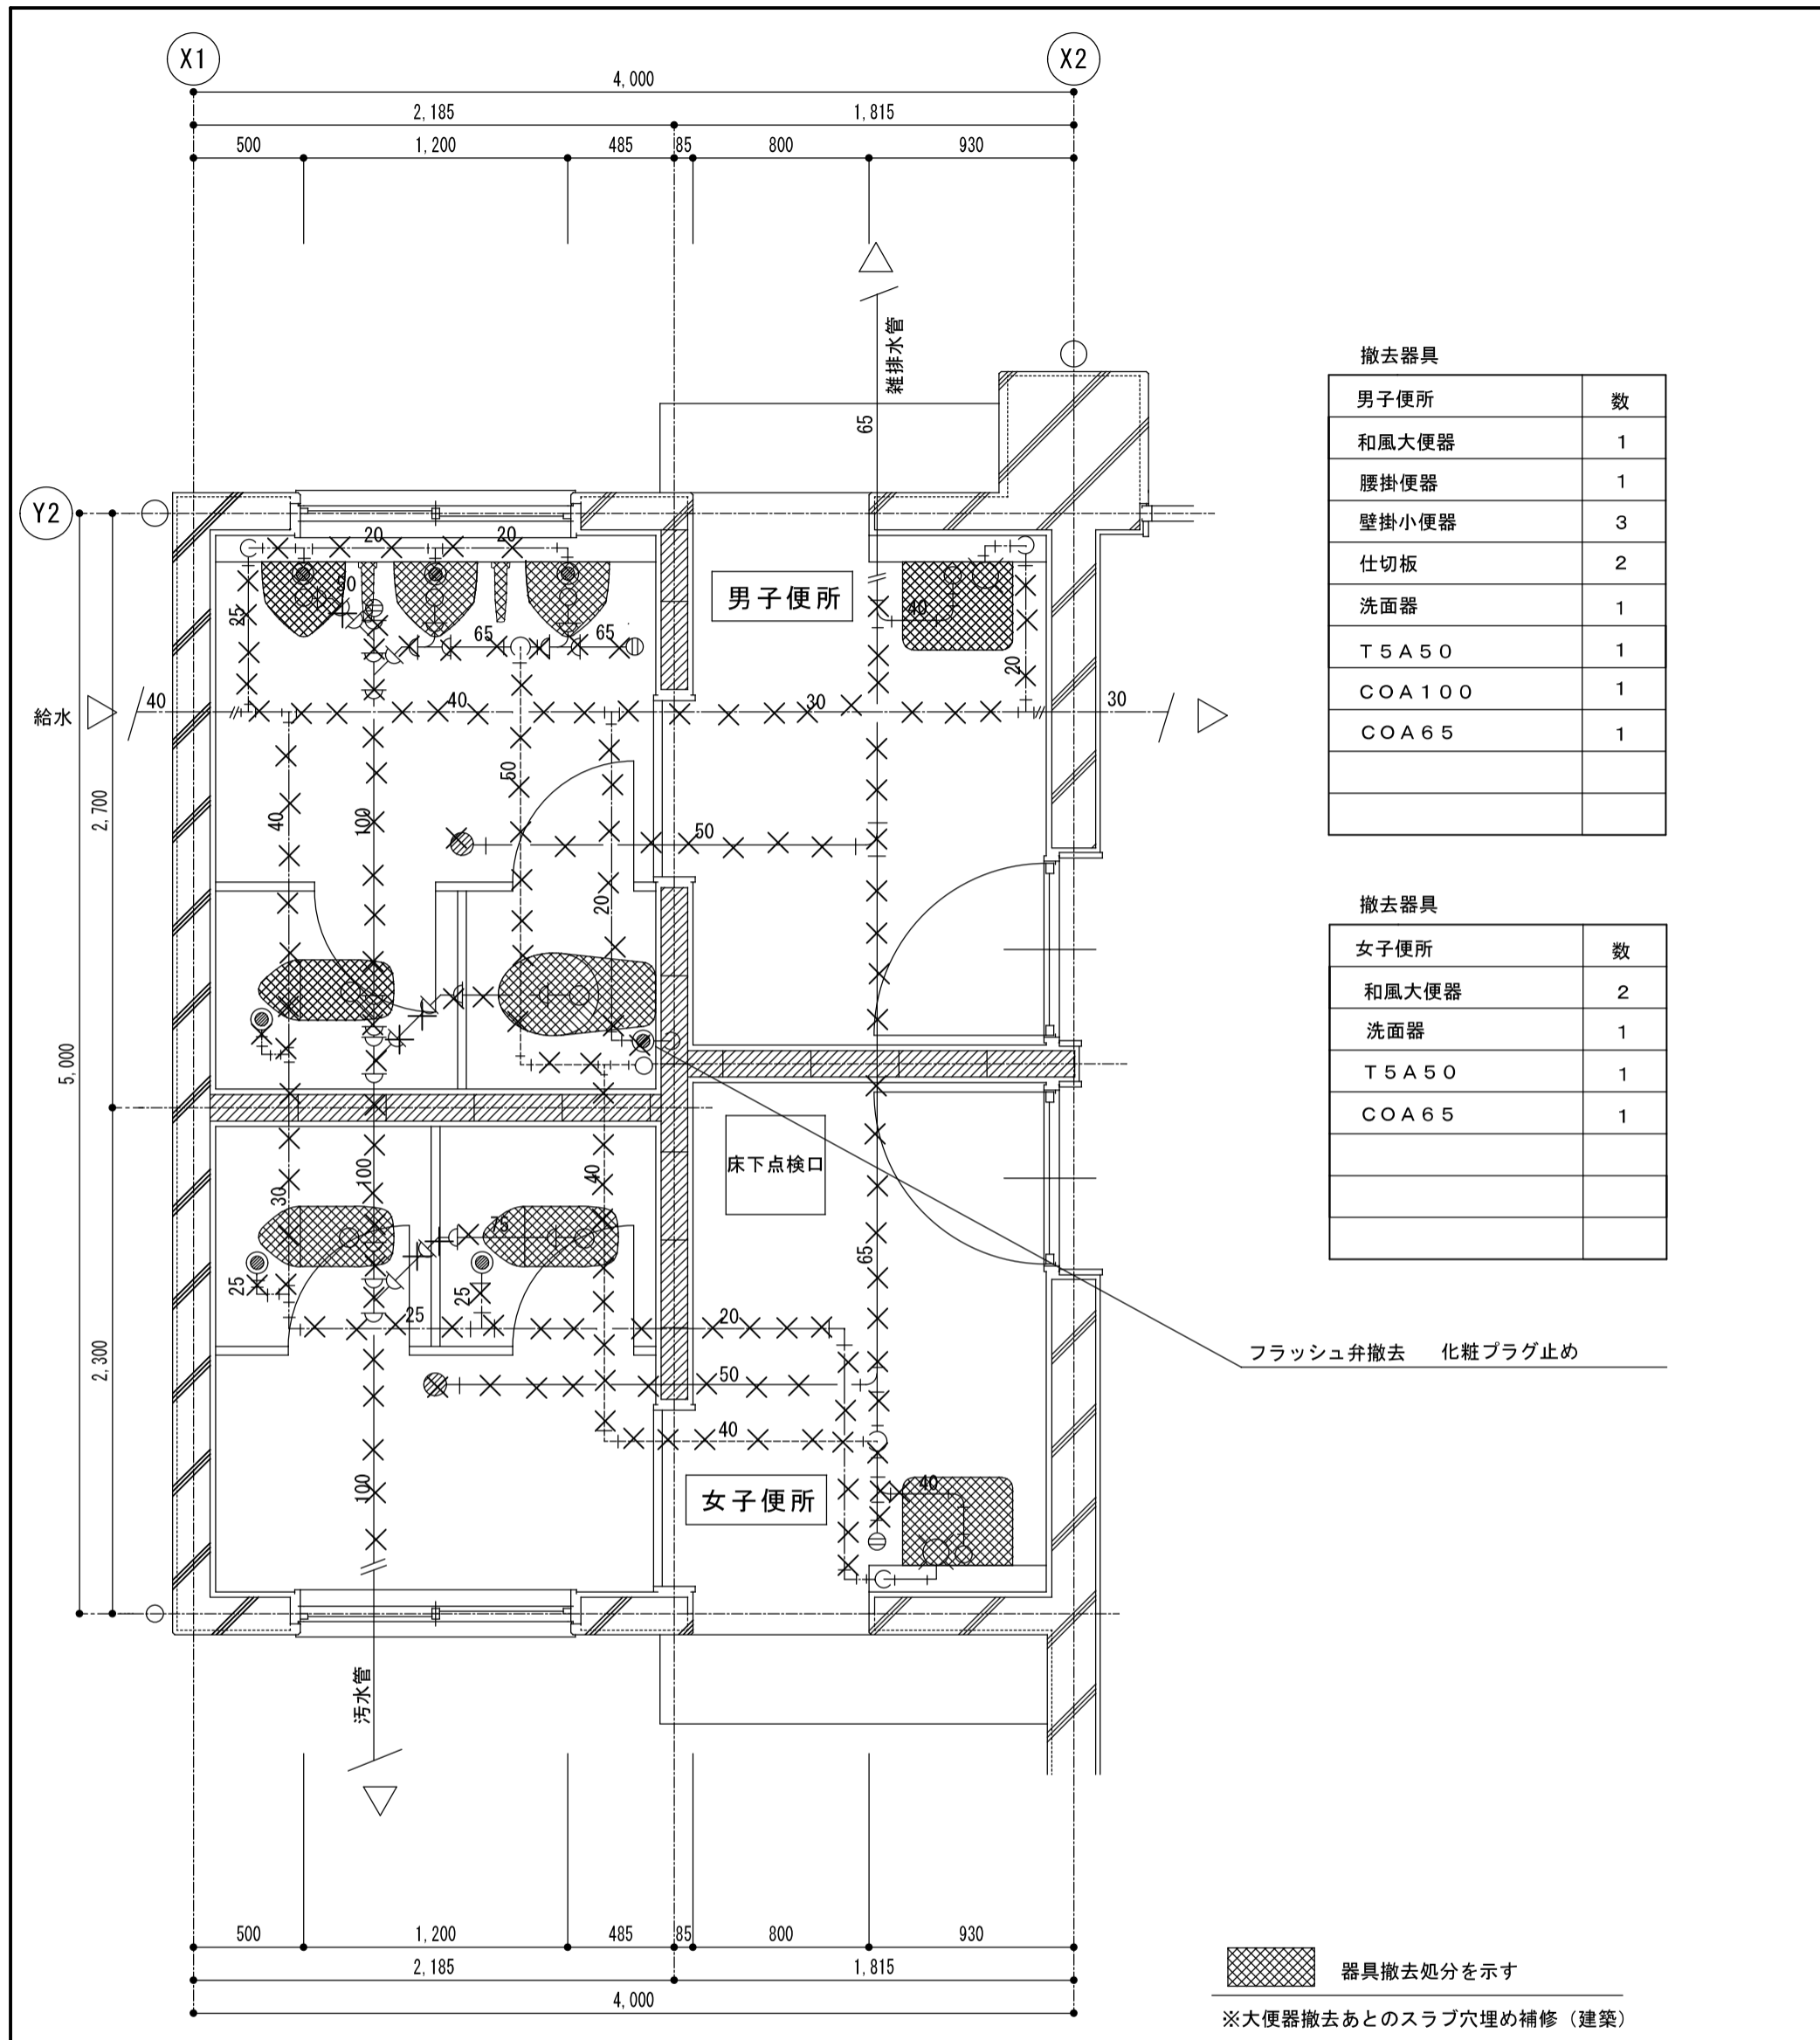 X1
X2
4,000
2,185
1,815
500
1,200
485
85
800
930
雑排水管
65
Y2
20
20
男子便所
50
25
65
65
40
20
給水
40
40
30
30
50
40
100
50
20
2,700
5,000
2,300
床下点検口
100
40
30
75
65
25
25
25
20
50
40
100
40
女子便所
フラッシュ弁撤去 化粧プラグ止め
汚水管
500
1,200
485
85
800
930
2,185
1,815
4,000
撤去器具
男子便所 数
和風大便器 1
腰掛便器 1
壁掛小便器 3
仕切板 2
洗面器 1
T5A50 1
COA100 1
COA65 1
撤去器具
女子便所 数
和風大便器 2
洗面器 1
T5A50 1
COA65 1
器具撤去処分を示す
※大便器撤去あとのスラブ穴埋め補修（建築）